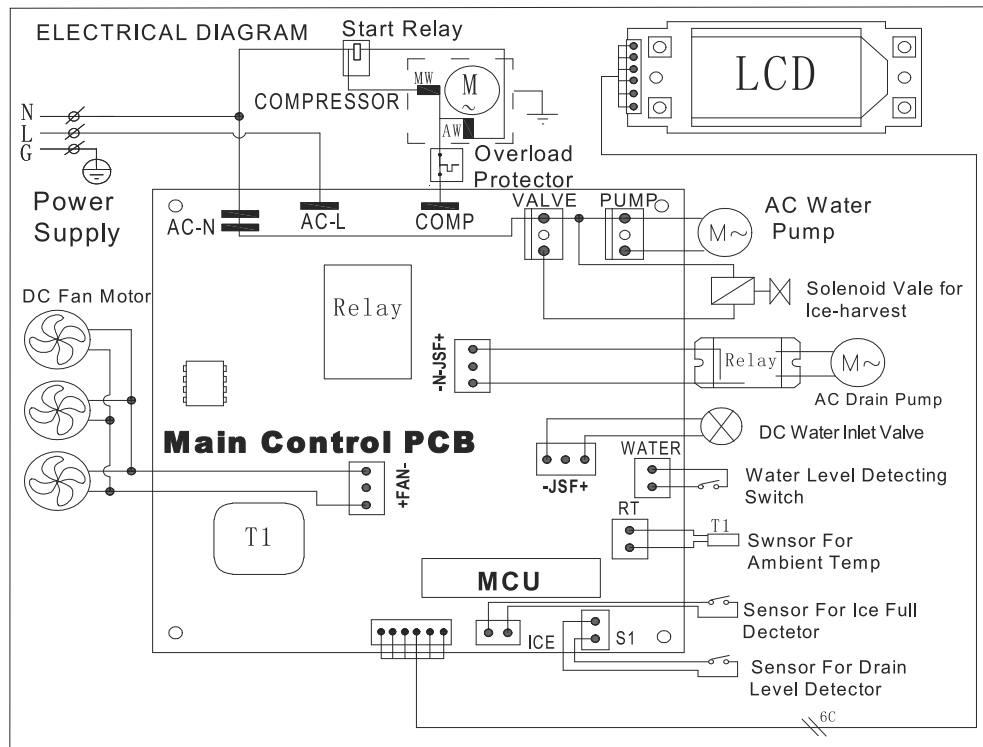 ELECTRICAL DIAGRAM
Start Relay
LCD
MW
M
~
COMPRESSOR
AW
N
L
G
Overload
Protector
Power
Supply
AC-N
AC-L
COMP
VALVE
PUMP
M~
AC Water
Pump
DC Fan Motor
Relay
Solenoid Vale for
Ice-harvest
-N-JSF+
Relay
M~
AC Drain Pump
Main Control PCB
DC Water Inlet Valve
WATER
-JSF+
Water Level Detecting
Switch
+FAN-
RT
T1
T1
Swnsor For
Ambient Temp
MCU
Sensor For Ice Full
Dectetor
ICE
S1
Sensor For Drain
Level Detector
6C